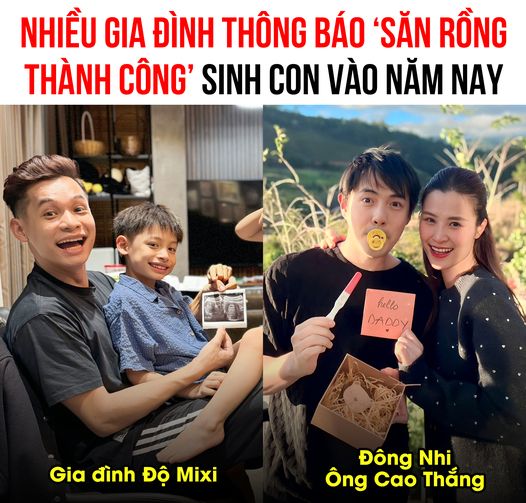 NHIỀU GIA ĐÌNH THÔNG BÁO ‘SĂN RỒNG
THÀNH CÔNG’ SINH CON VÀO NĂM NAY
hello
DADDY
Gia đình Độ Mixi
Đông Nhi
Ông Cao Thắng